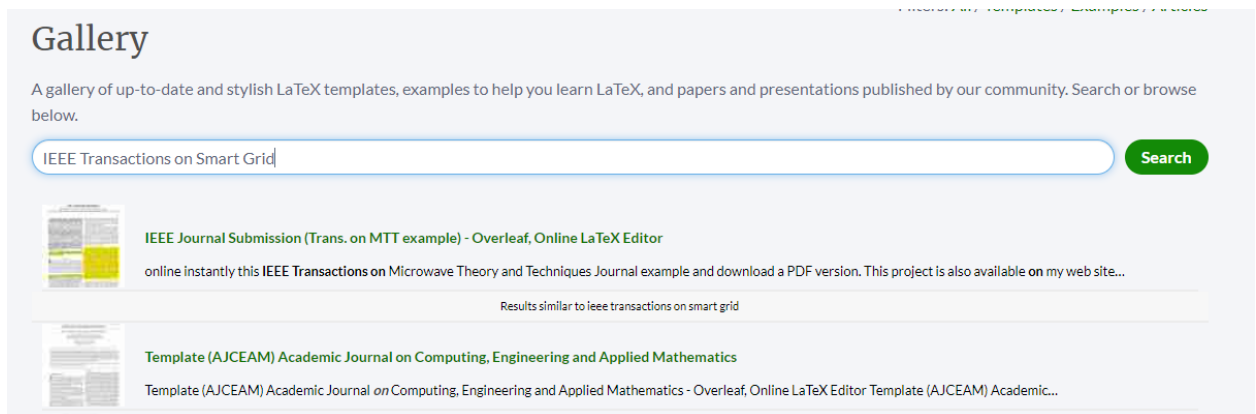 Filters: All / Templates / Examples / Articles
Gallery
A gallery of up-to-date and stylish LaTeX templates, examples to help you learn LaTeX, and papers and presentations published by our community. Search or browse
below.
IEEE Transactions on Smart Grid
Search
IEEE Journal Submission (Trans. on MTT example) - Overleaf, Online LaTeX Editor
online instantly this IEEE Transactions on Microwave Theory and Techniques Journal example and download a PDF version. This project is also available on my web site...
Results similar to ieee transactions on smart grid
Template (AJCEAM) Academic Journal on Computing, Engineering and Applied Mathematics
Template (AJCEAM) Academic Journal on Computing, Engineering and Applied Mathematics - Overleaf, Online LaTeX Editor Template (AJCEAM) Academic...